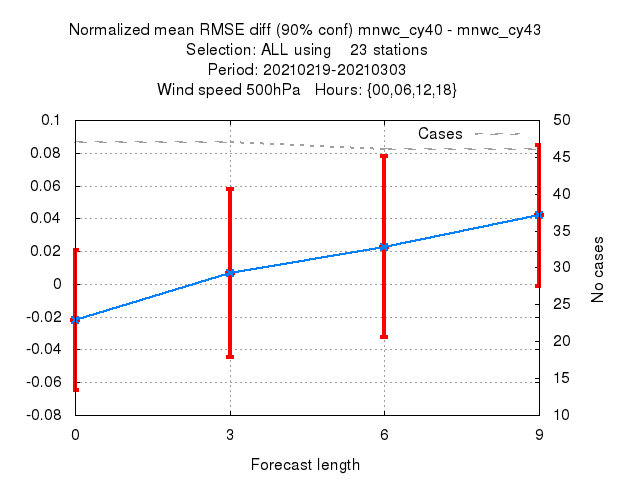 Normalized mean RMSE diff (90% conf) mnwc_cy40 - mnwc_cy43
Selection: ALL using    23 stations
Period: 20210219-20210303
Wind speed 500hPa   Hours: {00,06,12,18}
Cases
0.1
0.08
0.06
0.04
0.02
0
-0.02
-0.04
-0.06
-0.08
50
45
40
35
30
25
20
15
10
No cases
0 3 6 9
Forecast length